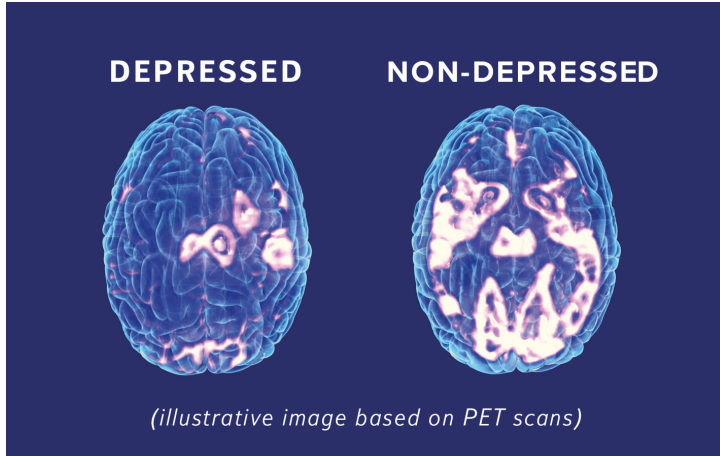 DEPRESSED
NON-DEPRESSED
(illustrative image based on PET scans)